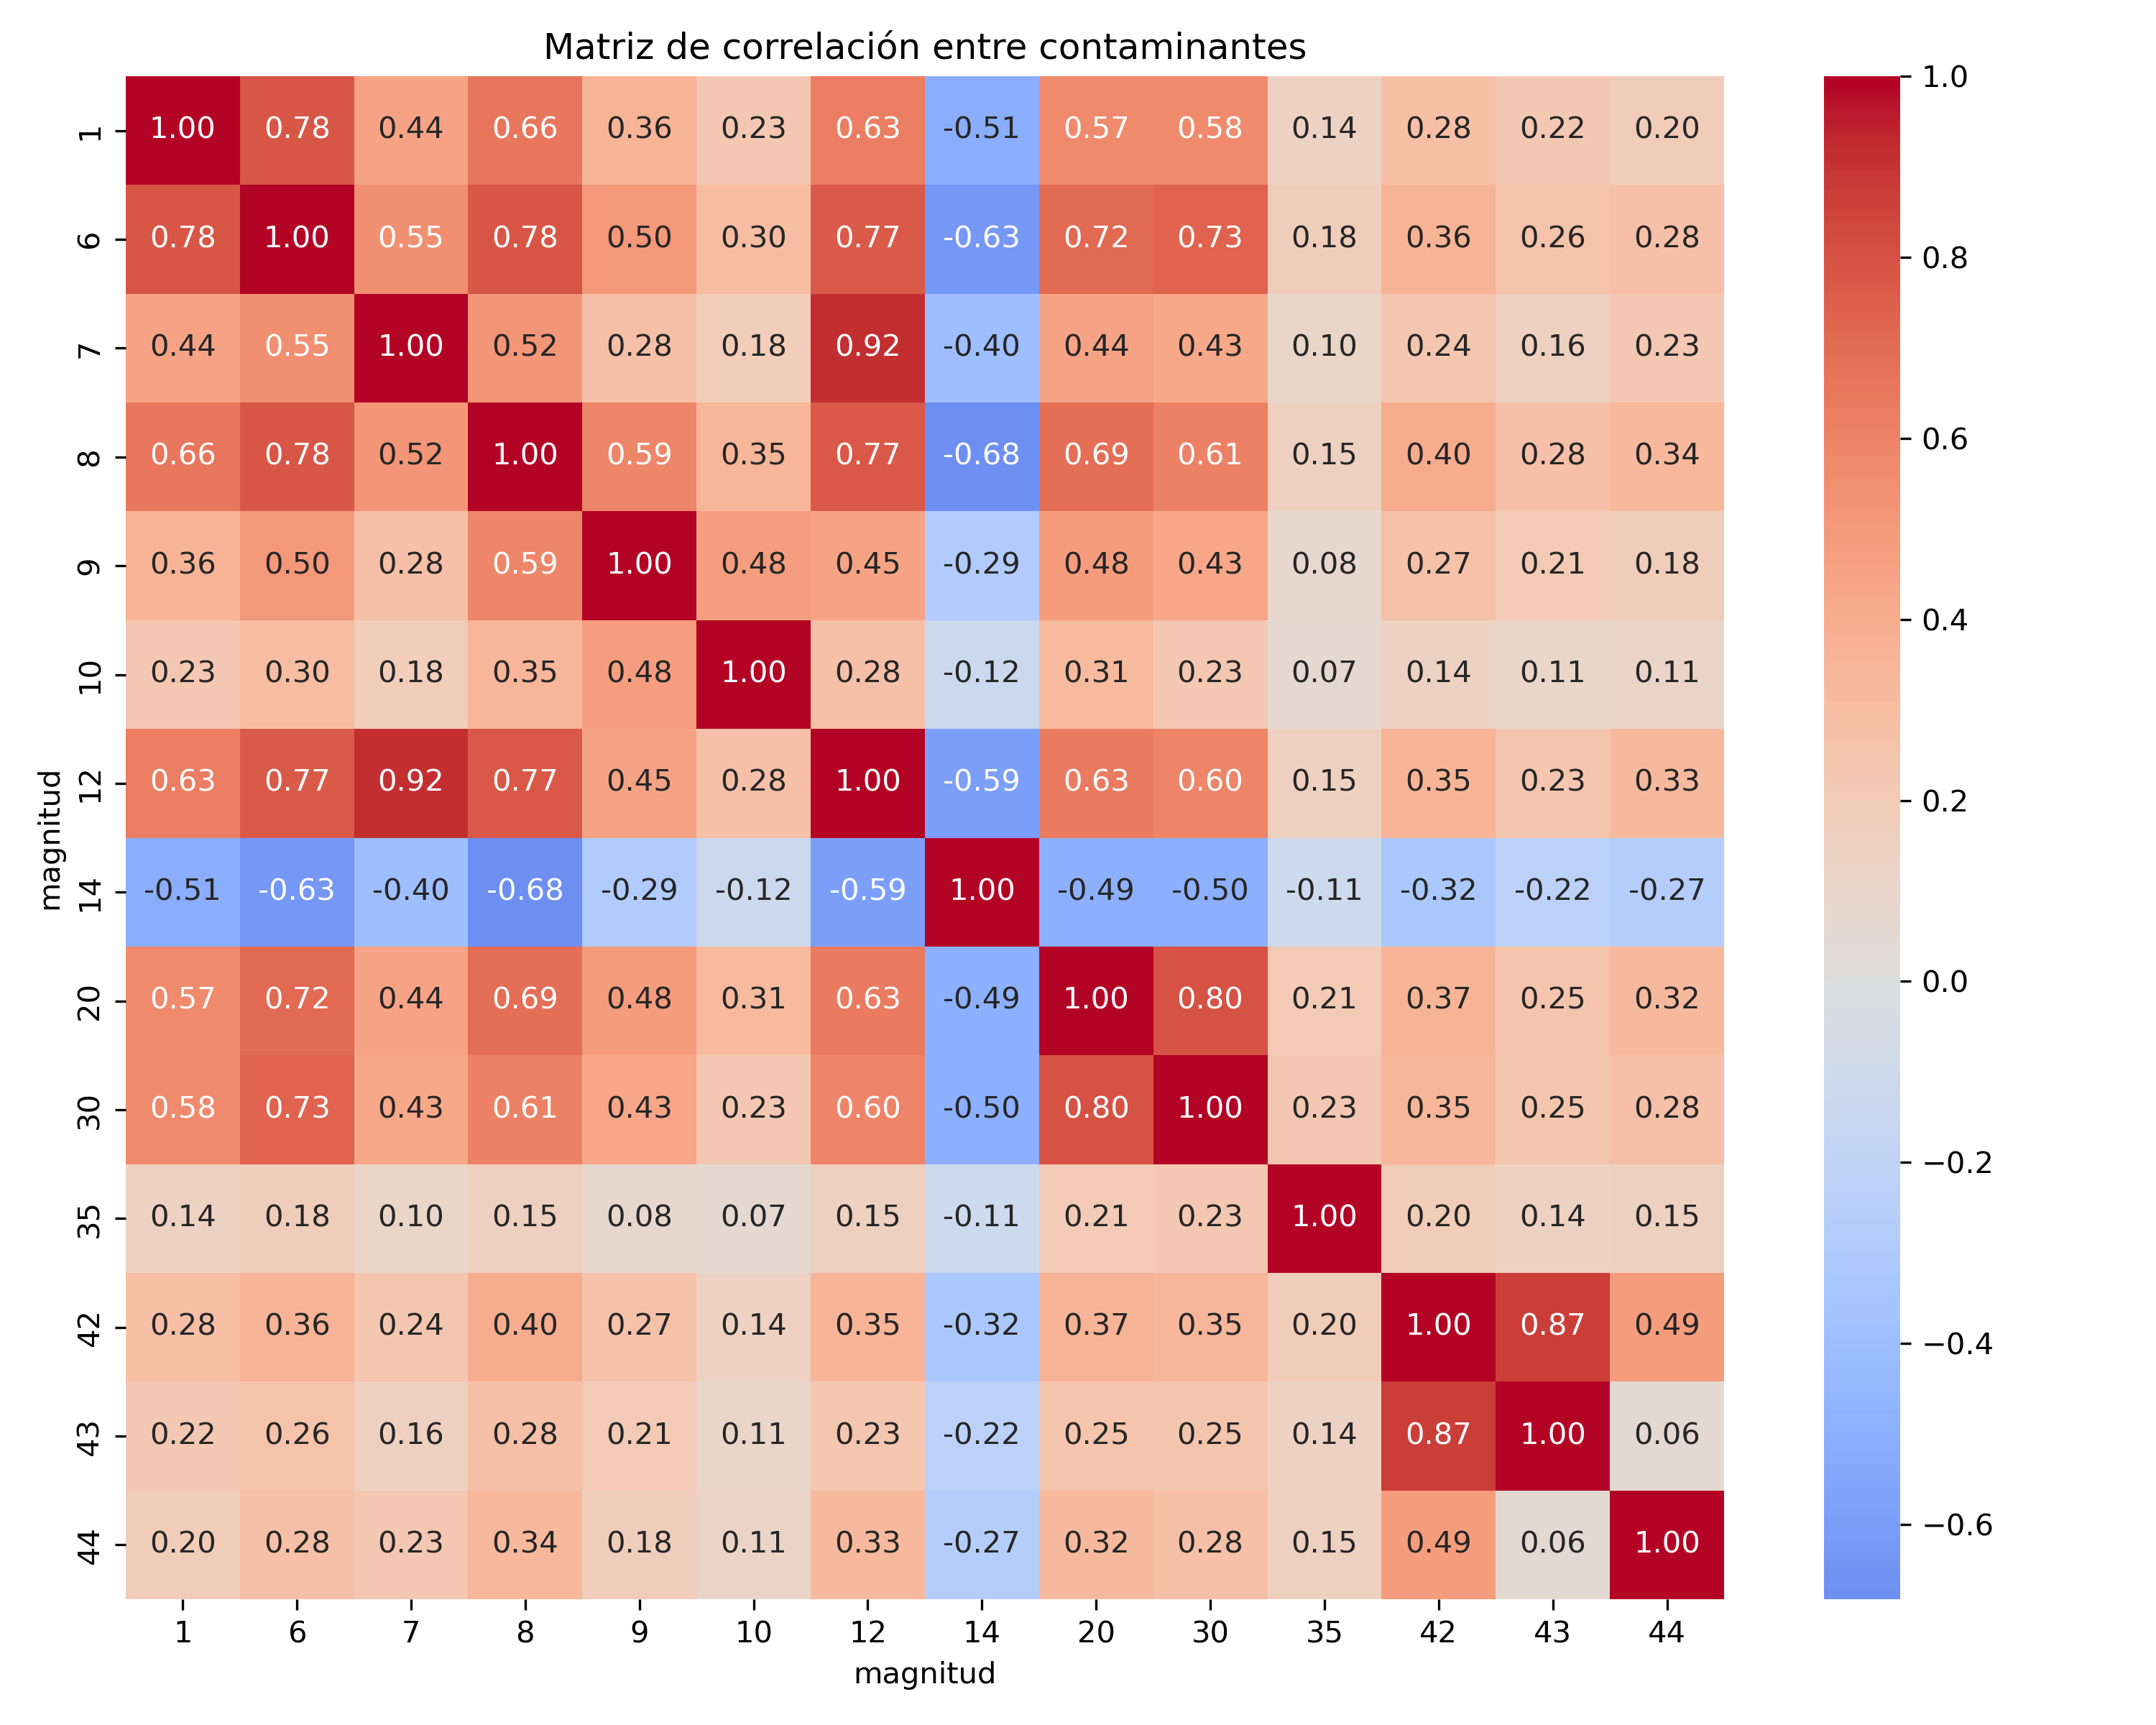 Matriz de correlación entre contaminantes
1 1.00 0.78 0.44 0.66 0.36 0.23 0.63 -0.51 0.57 0.58 0.14 0.28 0.22 0.20
6 0.78 1.00 0.55 0.78 0.50 0.30 0.77 -0.63 0.72 0.73 0.18 0.36 0.26 0.28
7 0.44 0.55 1.00 0.52 0.28 0.18 0.92 -0.40 0.44 0.43 0.10 0.24 0.16 0.23
8 0.66 0.78 0.52 1.00 0.59 0.35 0.77 -0.68 0.69 0.61 0.15 0.40 0.28 0.34
9 0.36 0.50 0.28 0.59 1.00 0.48 0.45 -0.29 0.48 0.43 0.08 0.27 0.21 0.18
10 0.23 0.30 0.18 0.35 0.48 1.00 0.28 -0.12 0.31 0.23 0.07 0.14 0.11 0.11
12 0.63 0.77 0.92 0.77 0.45 0.28 1.00 -0.59 0.63 0.60 0.15 0.35 0.23 0.33
14 -0.51 -0.63 -0.40 -0.68 -0.29 -0.12 -0.59 1.00 -0.49 -0.50 -0.11 -0.32 -0.22 -0.27
20 0.57 0.72 0.44 0.69 0.48 0.31 0.63 -0.49 1.00 0.80 0.21 0.37 0.25 0.32
30 0.58 0.73 0.43 0.61 0.43 0.23 0.60 -0.50 0.80 1.00 0.23 0.35 0.25 0.28
35 0.14 0.18 0.10 0.15 0.08 0.07 0.15 -0.11 0.21 0.23 1.00 0.20 0.14 0.15
42 0.28 0.36 0.24 0.40 0.27 0.14 0.35 -0.32 0.37 0.35 0.20 1.00 0.87 0.49
43 0.22 0.26 0.16 0.28 0.21 0.11 0.23 -0.22 0.25 0.25 0.14 0.87 1.00 0.06
44 0.20 0.28 0.23 0.34 0.18 0.11 0.33 -0.27 0.32 0.28 0.15 0.49 0.06 1.00
1 6 7 8 9 10 12 14 20 30 35 42 43 44
magnitud
magnitud
1.0
0.8
0.6
0.4
0.2
0.0
−0.2
−0.4
−0.6